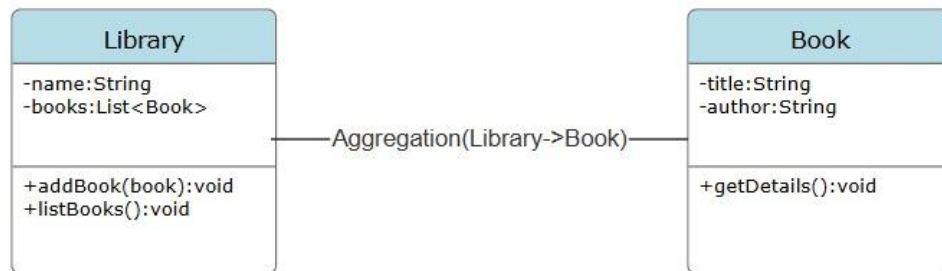 Library
-name:String
-books:List<Book>
+addBook(book):void
+listBooks():void
Aggregation(Library->Book)
Book
-title:String
-author:String
+getDetails():void